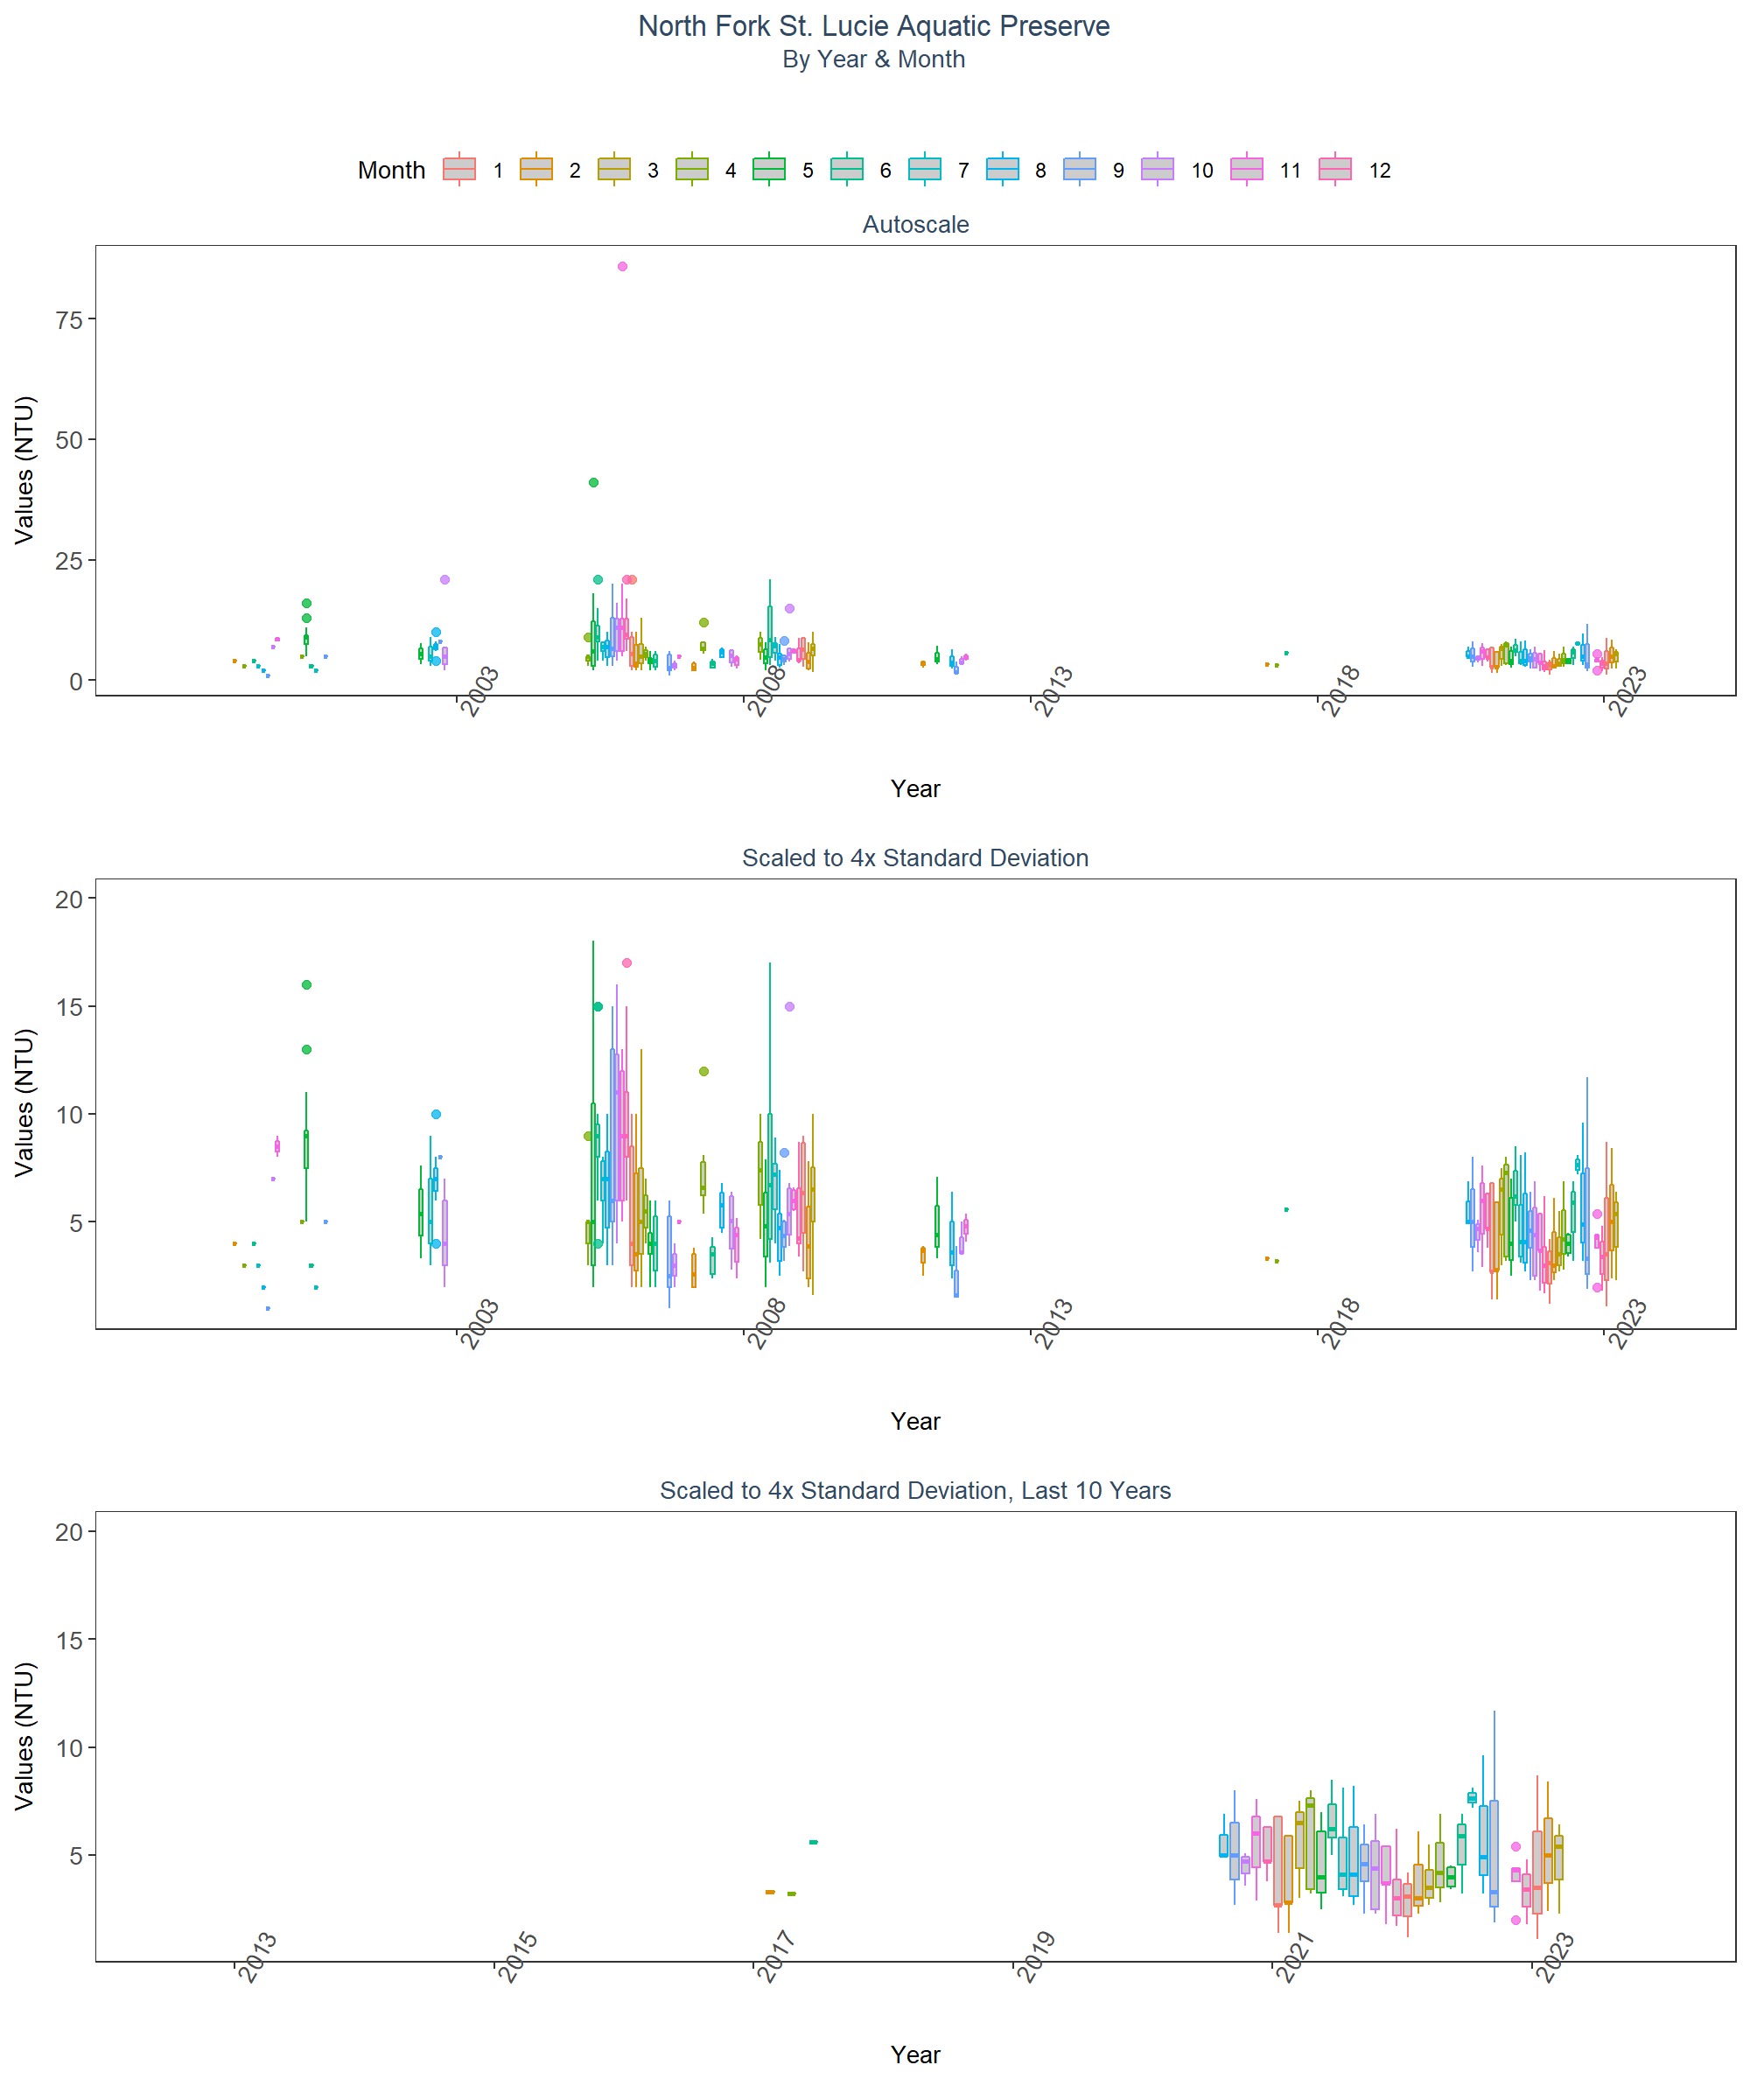 North Fork St. Lucie Aquatic Preserve
By Year & Month
Month 1 2 3 4 5 6 7 8 9 10 11 12
Autoscale
Values (NTU)
75
50
25
0
2003 2008 2013 2018 2023
Year
Scaled to 4x Standard Deviation
Values (NTU)
20
15
10
5
2003 2008 2013 2018 2023
Year
Scaled to 4x Standard Deviation, Last 10 Years
Values (NTU)
20
15
10
5
2013 2015 2017 2019 2021 2023
Year